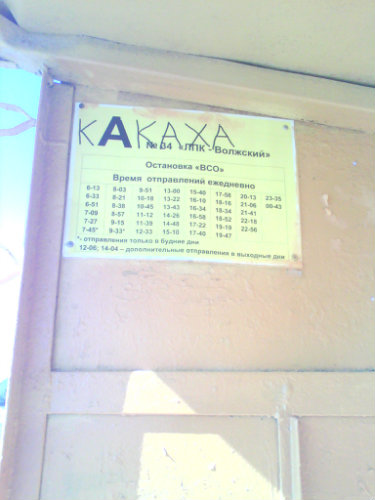 КАКАХА
№ 34 «ЛПК - Волжский»
Остановка «ВСО»
Время отправлений ежедневно
6-13 8-03 9-51 13-00 15-40 17-56 20-13 23-35
6-33 8-21 10-18 13-22 16-10 18-16 21-06 00-43
6-51 8-38 10-45 13-43 16-34 18-34 21-41
7-09 8-57 11-12 14-26 16-58 18-52 22-18
7-27 9-15 11-39 14-48 17-22 19-15 22-56
7-45* 9-33* 12-33 15-10 17-40 19-47
*- отправления только в будние дни
12-06; 14-04 – дополнительные отправления в выходные дни